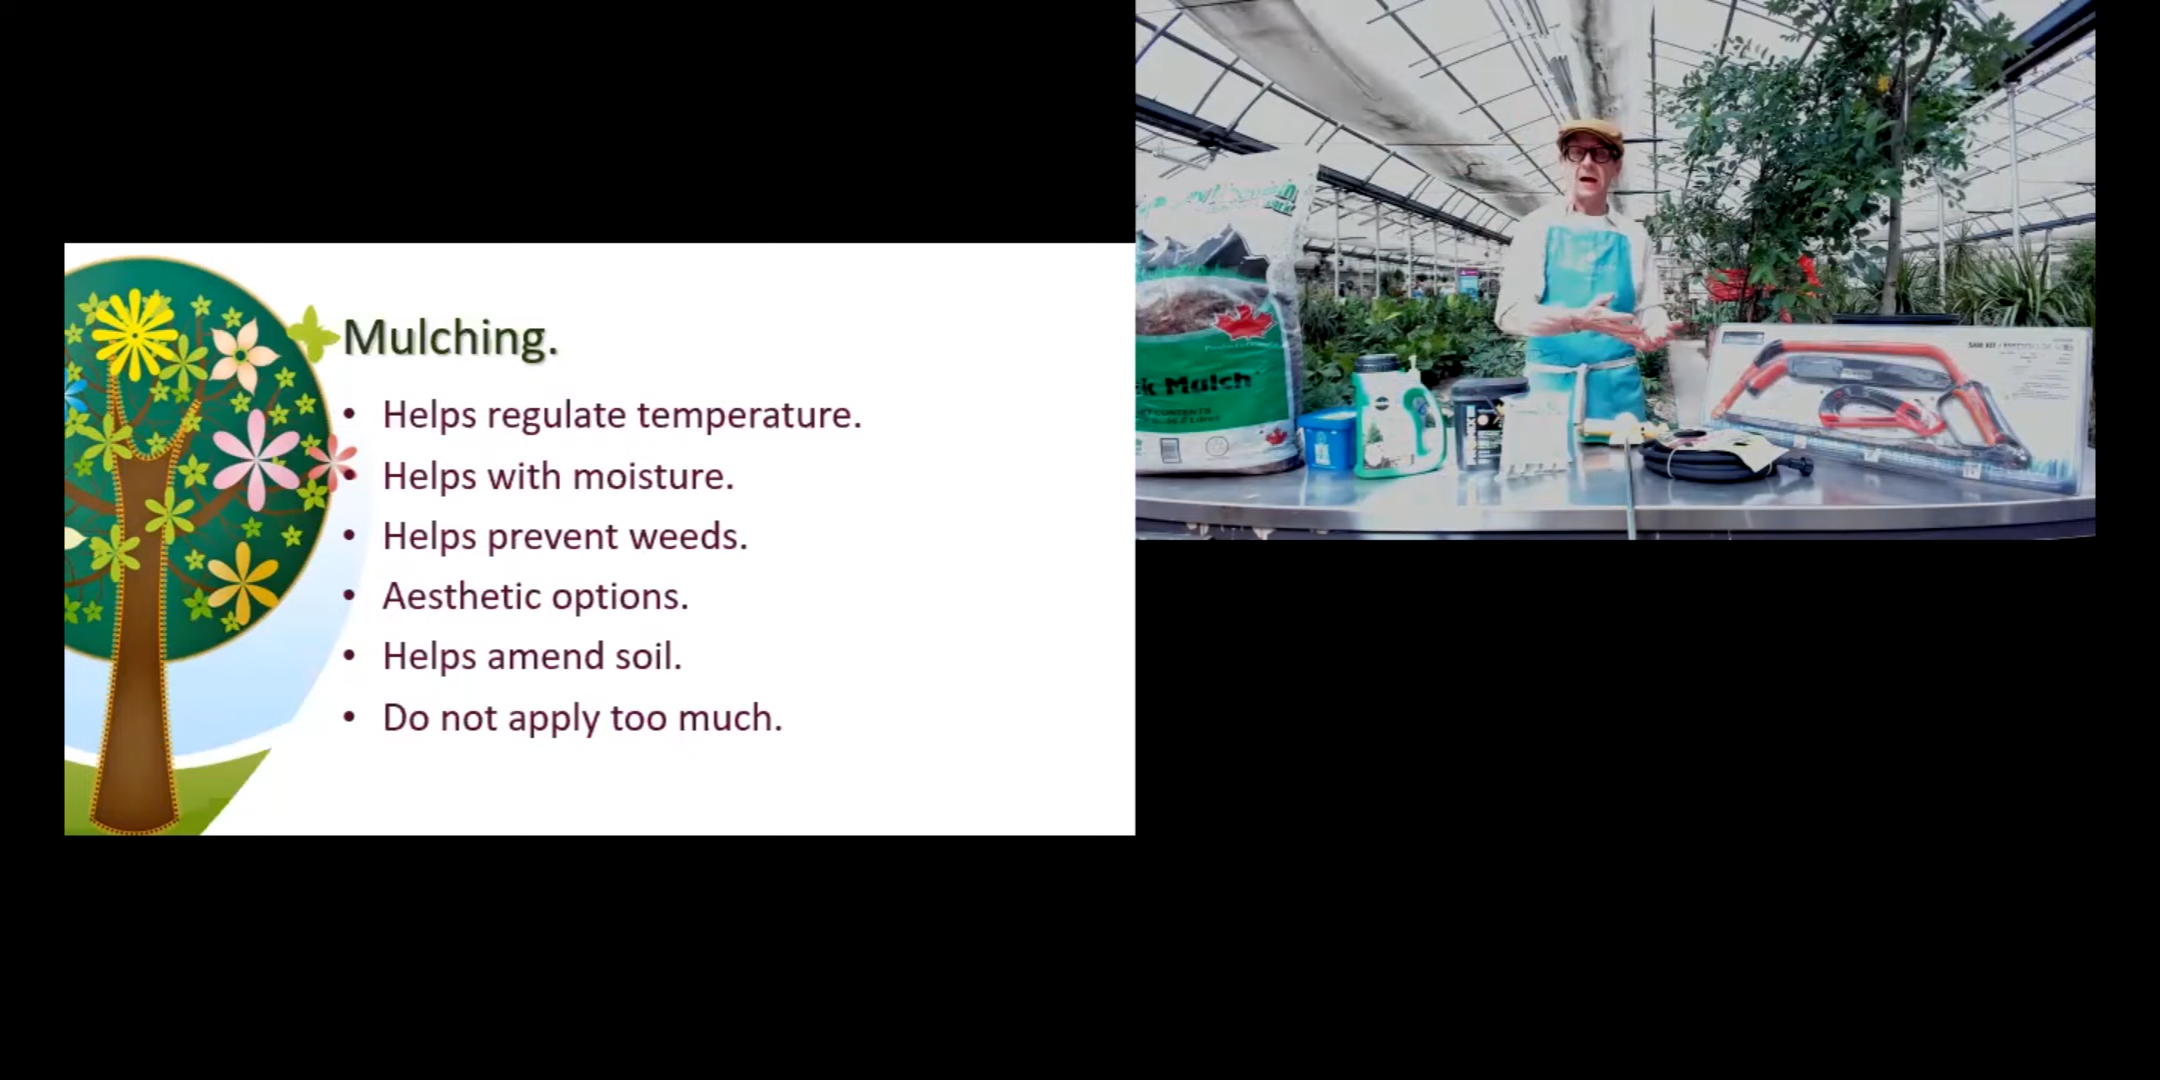 Mulching.
• Helps regulate temperature.
• Helps with moisture.
• Helps prevent weeds.
• Aesthetic options.
• Helps amend soil.
• Do not apply too much.
k Mulch
CONTENTS
SAW KIT /